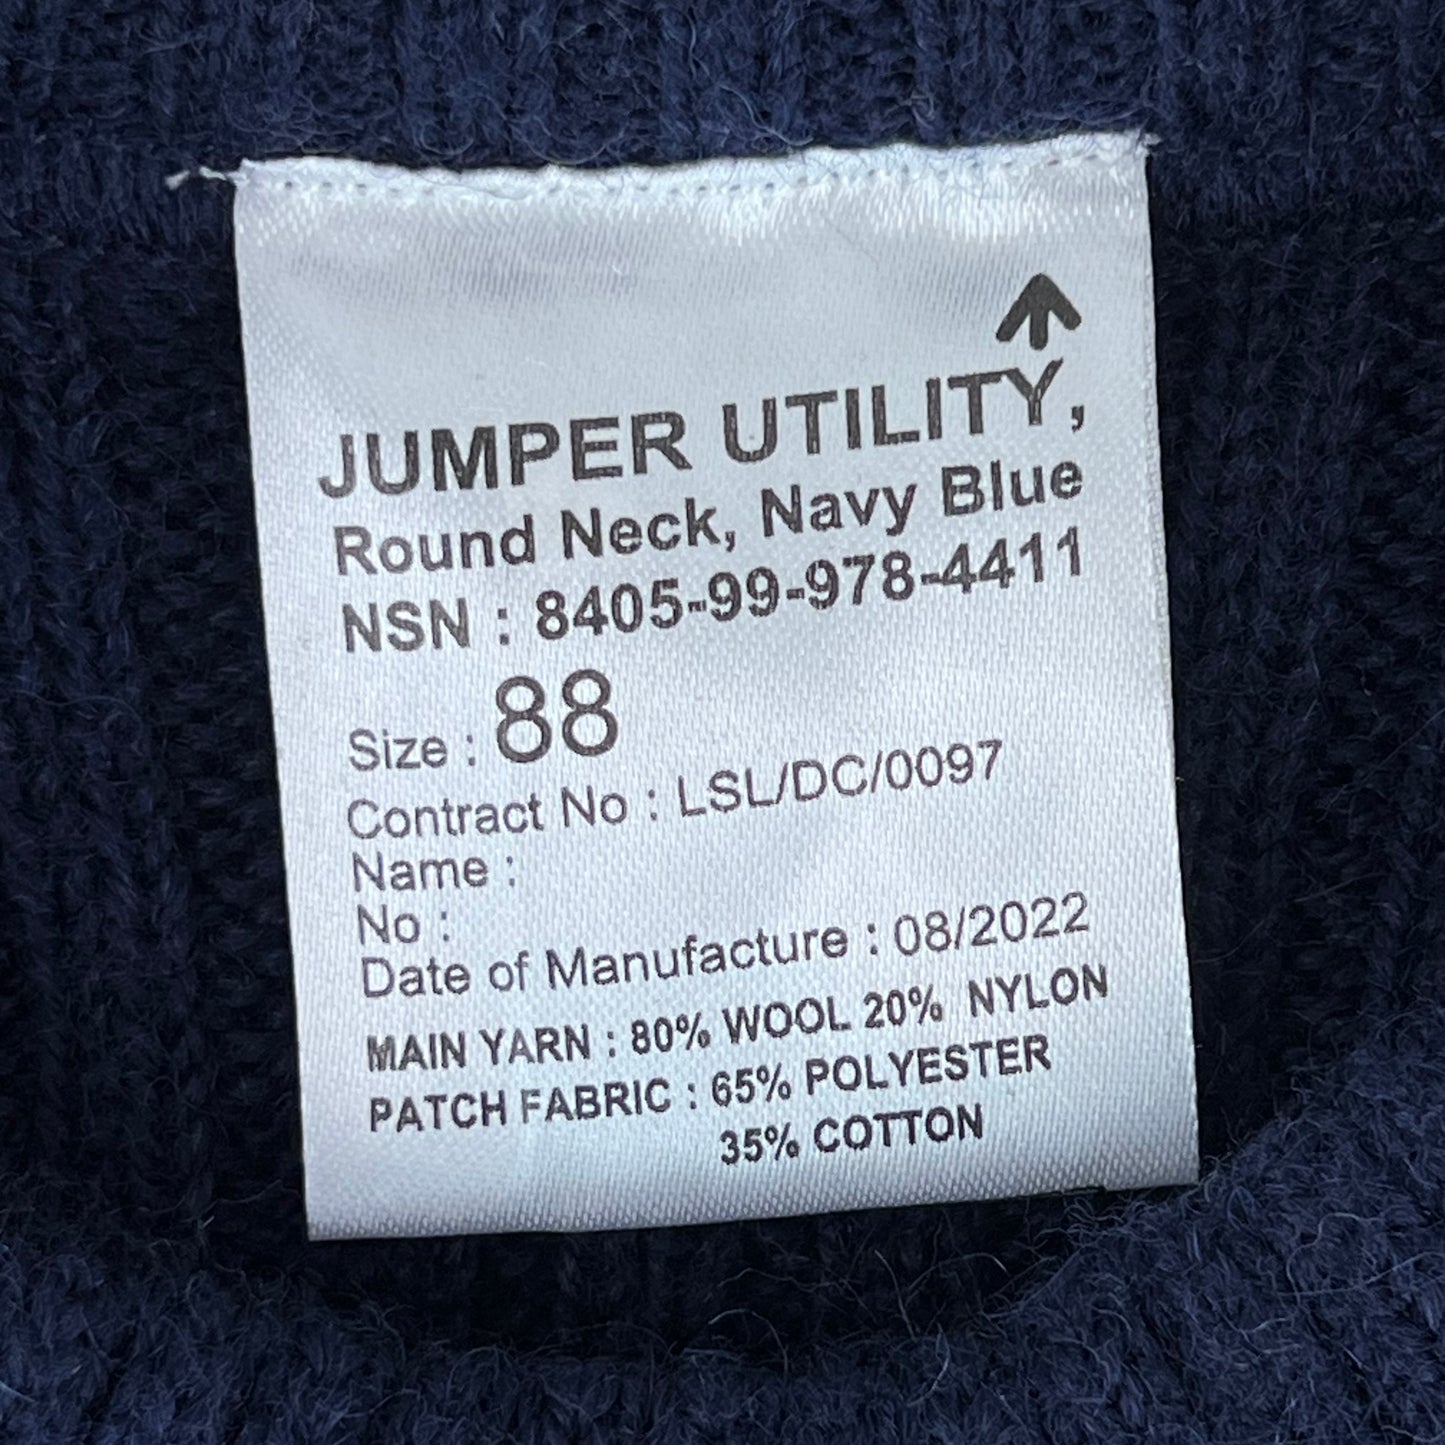 JUMPER UTILITY,
Round Neck, Navy Blue
NSN : 8405-99-978-4411
Size : 88
Contract No : LSL/DC/0097
Name :
No :
Date of Manufacture : 08/2022
MAIN YARN : 80% WOOL 20% NYLON
PATCH FABRIC : 65% POLYESTER
35% COTTON